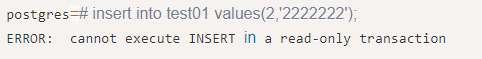 postgres=# insert into test01 values(2,'2222222');
ERROR:  cannot execute INSERT in a read-only transaction